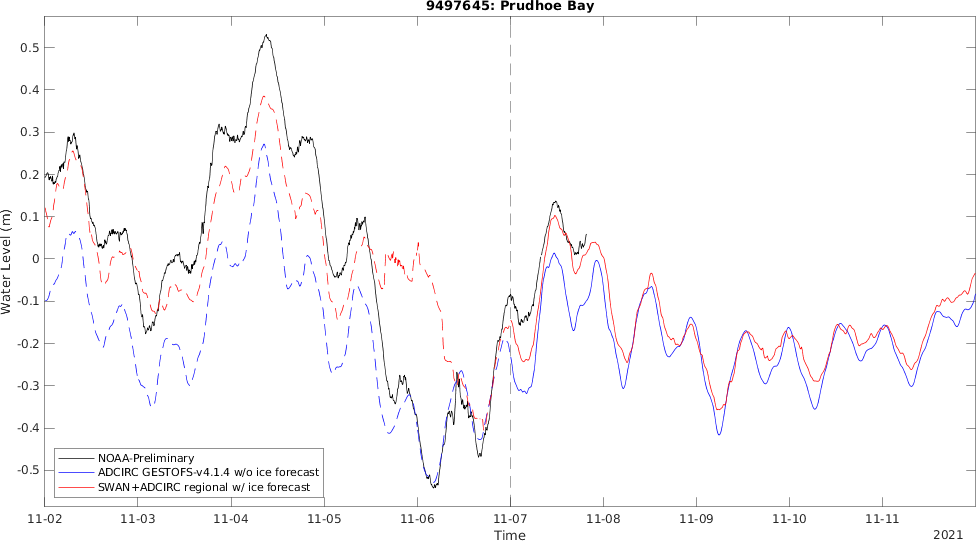 9497645: Prudhoe Bay
Water Level (m)
0.5
0.4
0.3
0.2
0.1
0
-0.1
-0.2
-0.3
-0.4
-0.5
NOAA-Preliminary
ADCIRC GESTOFS-v4.1.4 w/o ice forecast
SWAN+ADCIRC regional w/ ice forecast
11-02 11-03 11-04 11-05 11-06 11-07 11-08 11-09 11-10 11-11
Time
2021